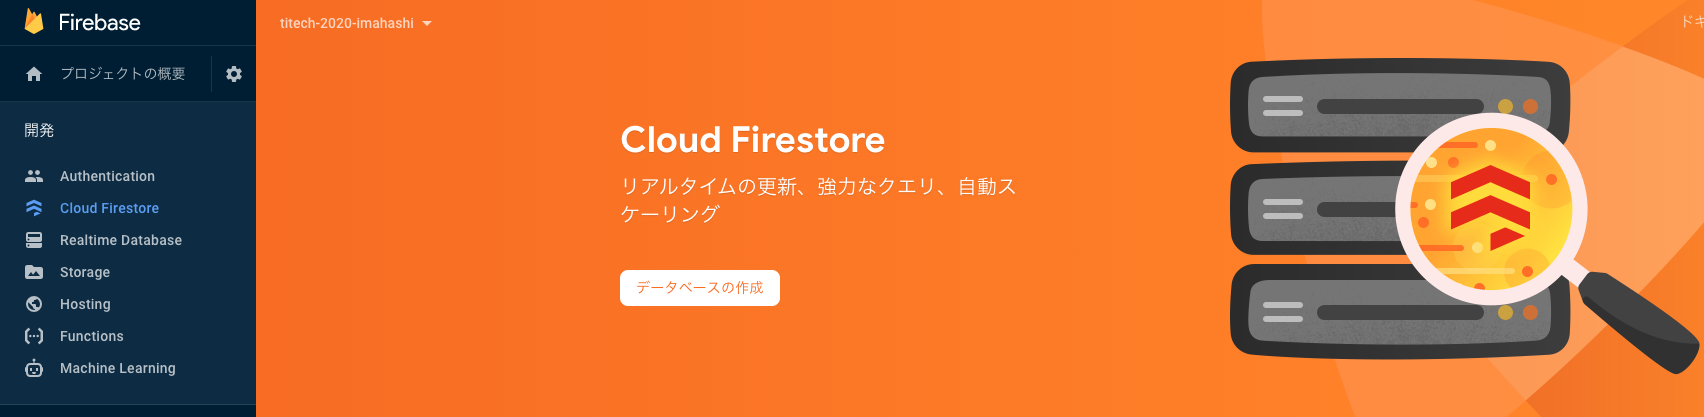 Firebase
プロジェクトの概要
開発
Authentication
Cloud Firestore
Realtime Database
Storage
Hosting
Functions
Machine Learning
titech-2020-imahashi
ドキ
Cloud Firestore
リアルタイムの更新、強力なクエリ、自動ス
ケーリング
データベースの作成